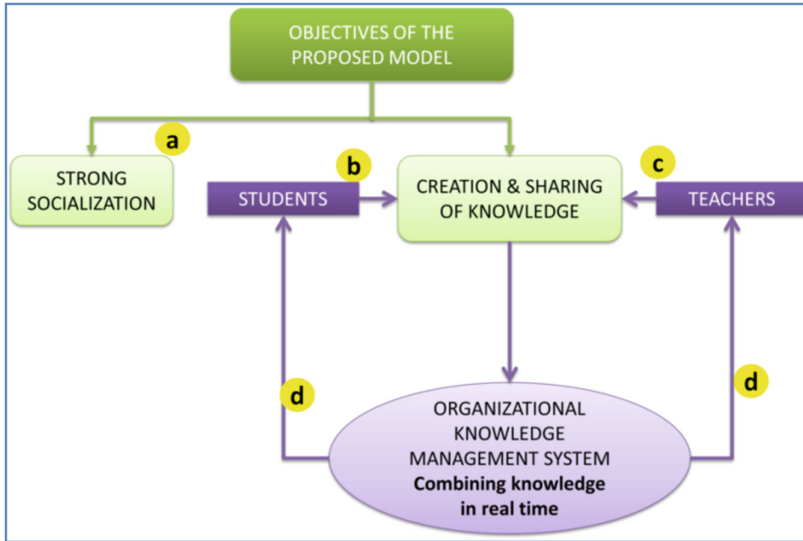 OBJECTIVES OF THE
PROPOSED MODEL
a
STRONG
SOCIALIZATION
b
STUDENTS
CREATION & SHARING
OF KNOWLEDGE
c
TEACHERS
d
d
ORGANIZATIONAL
KNOWLEDGE
MANAGEMENT SYSTEM
Combining knowledge
in real time